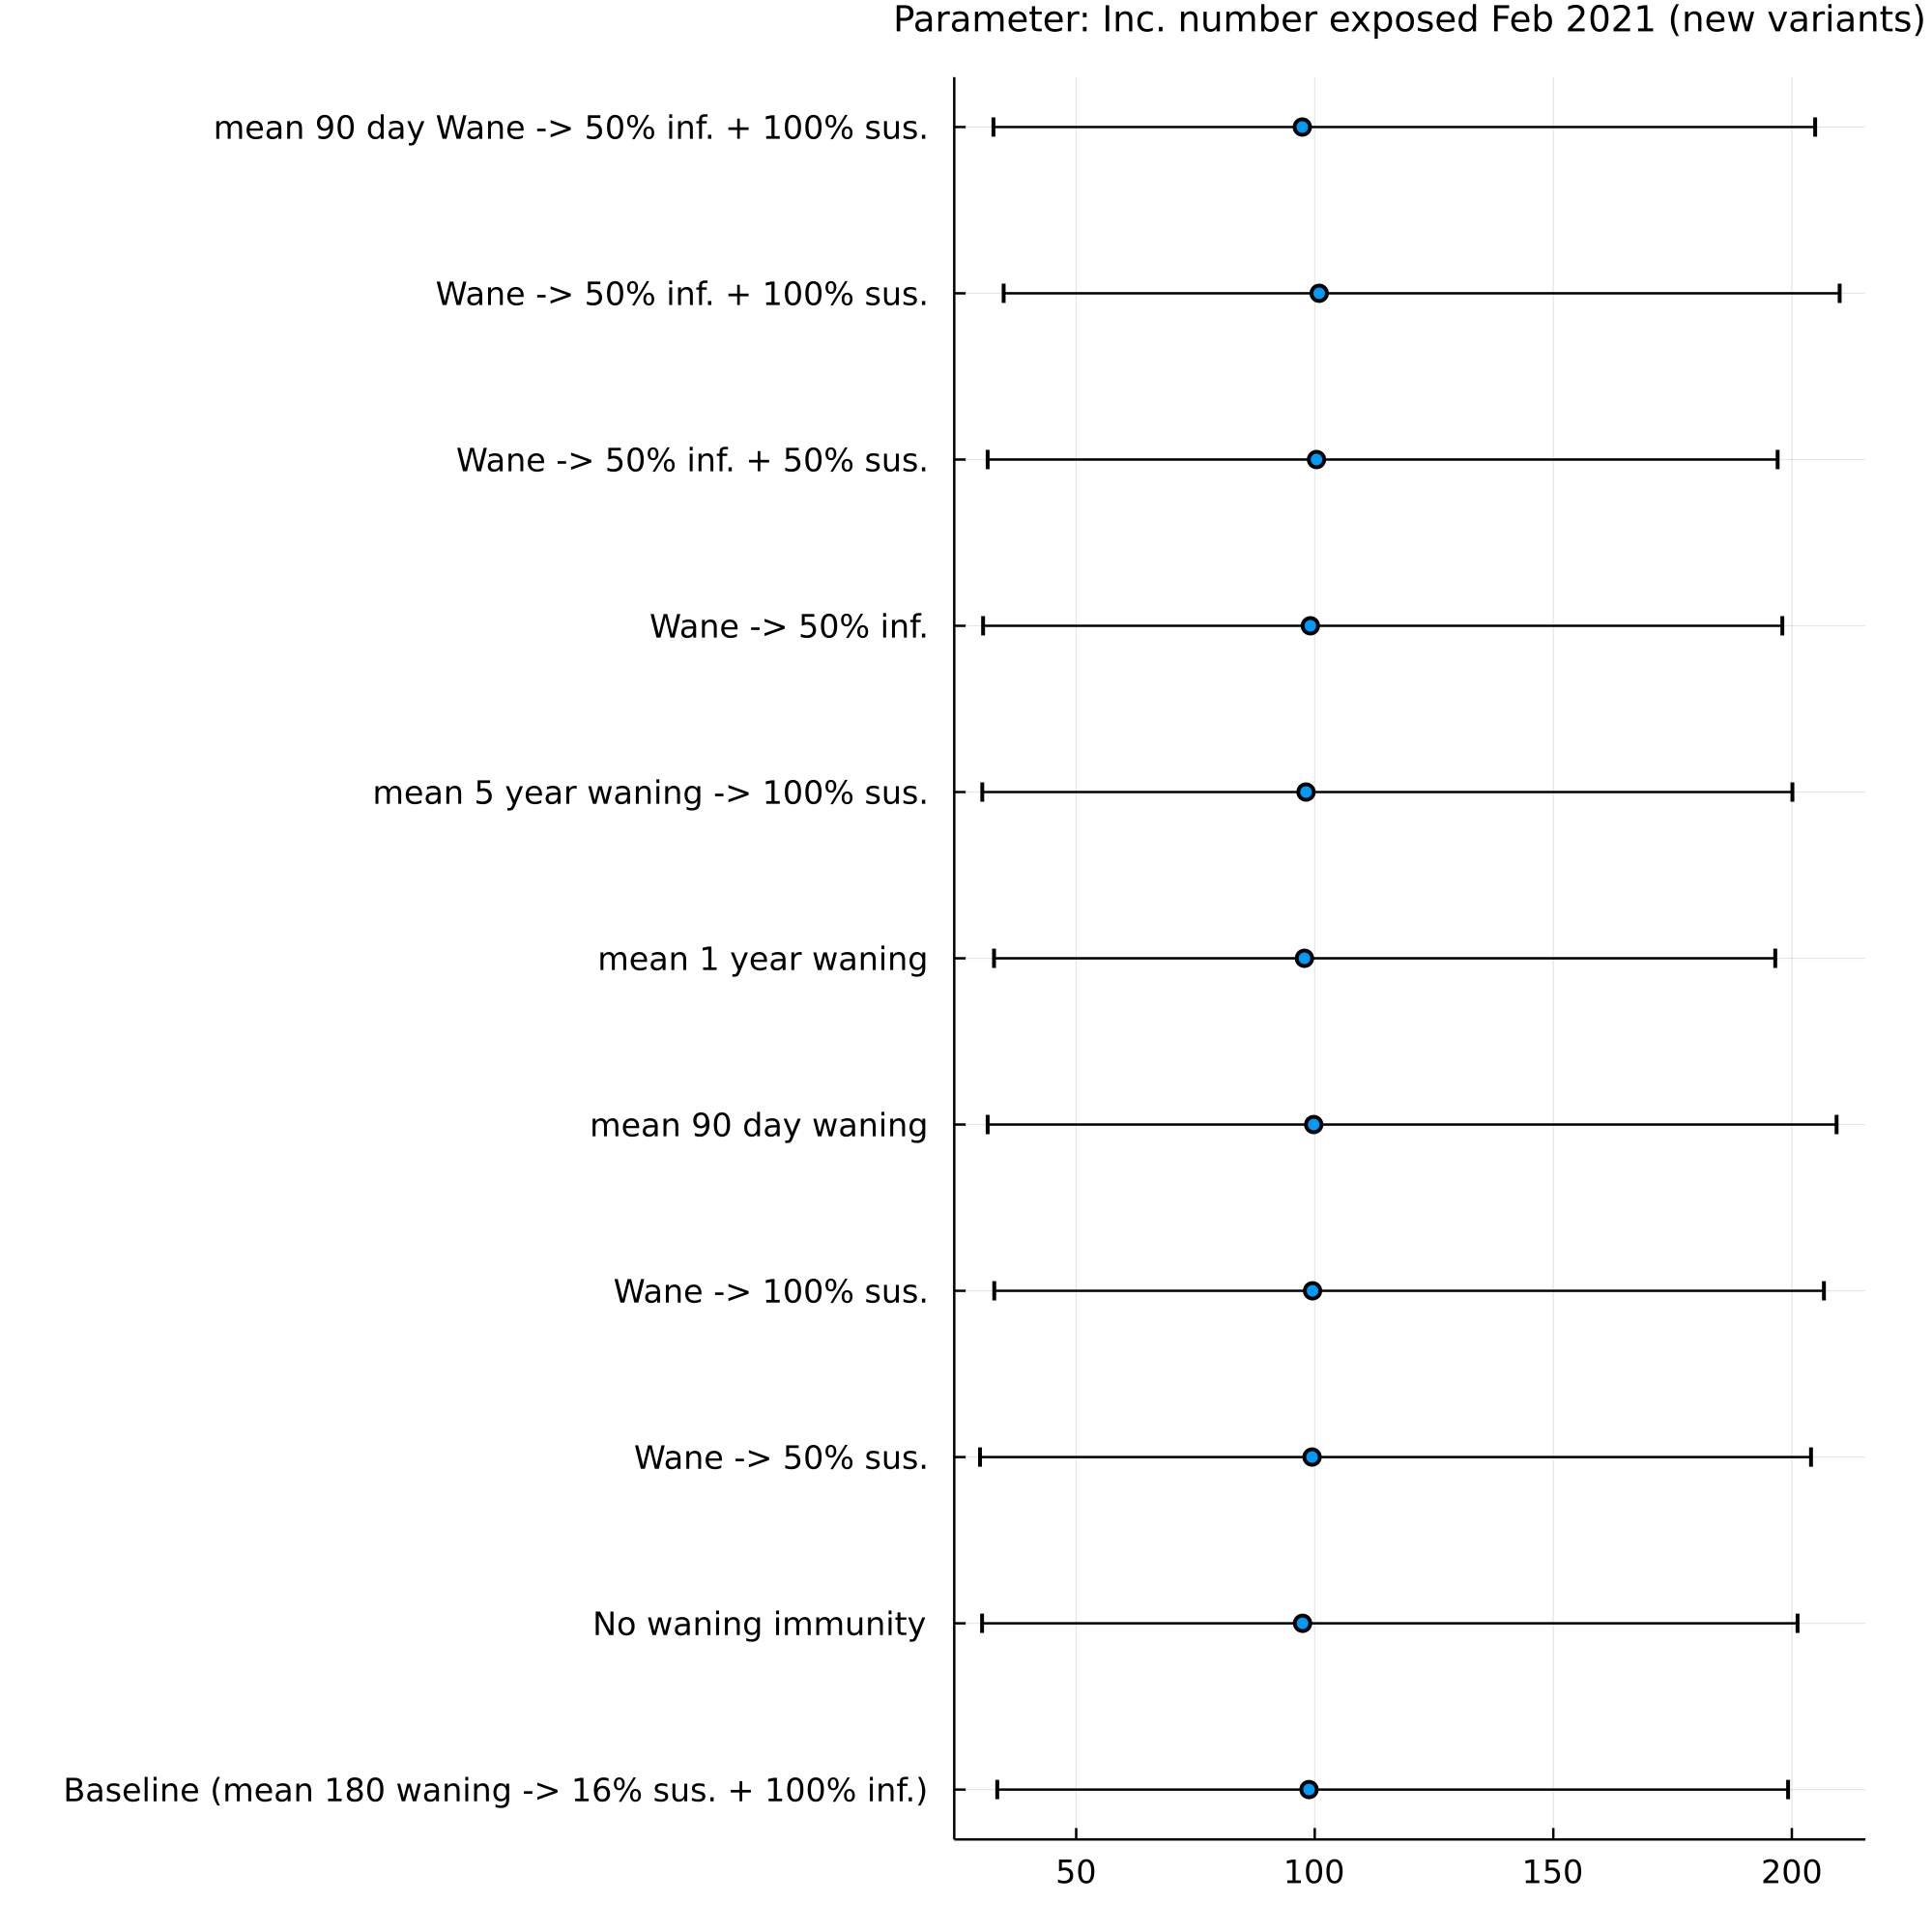 Parameter: Inc. number exposed Feb 2021 (new variants)
mean 90 day Wane -> 50% inf. + 100% sus.
Wane -> 50% inf. + 100% sus.
Wane -> 50% inf. + 50% sus.
Wane -> 50% inf.
mean 5 year waning -> 100% sus.
mean 1 year waning
mean 90 day waning
Wane -> 100% sus.
Wane -> 50% sus.
No waning immunity
Baseline (mean 180 waning -> 16% sus. + 100% inf.)
50 100 150 200